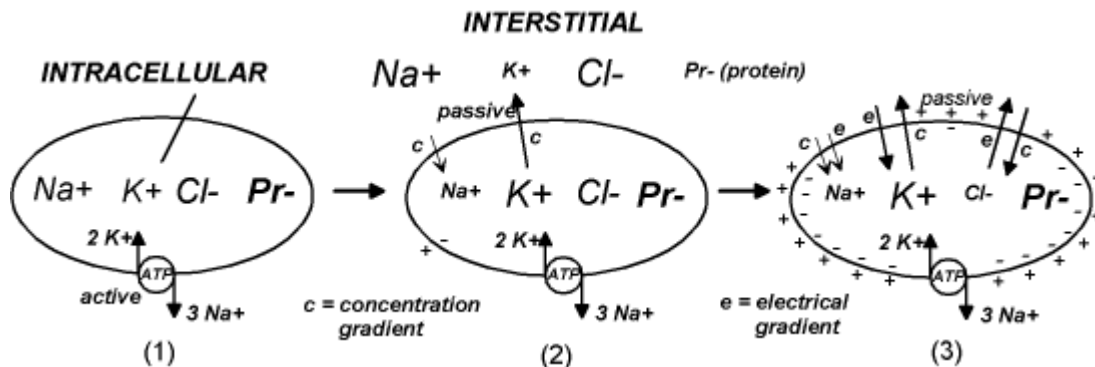 INTERSTITIAL
INTRACELLULAR
Na+ K+ Cl- Pr- (protein)
passive
c
c
passive
c e e c e c
+ + + +
-
Na+ K+ Cl- Pr-
Na+ K+ Cl- Pr-
Na+ K+ Cl- Pr-
2 K+
ATP
active
3 Na+
+ -
2 K+
ATP
3 Na+
c = concentration
gradient
2 K+
ATP
3 Na+
e = electrical
gradient
(1)
(2)
(3)